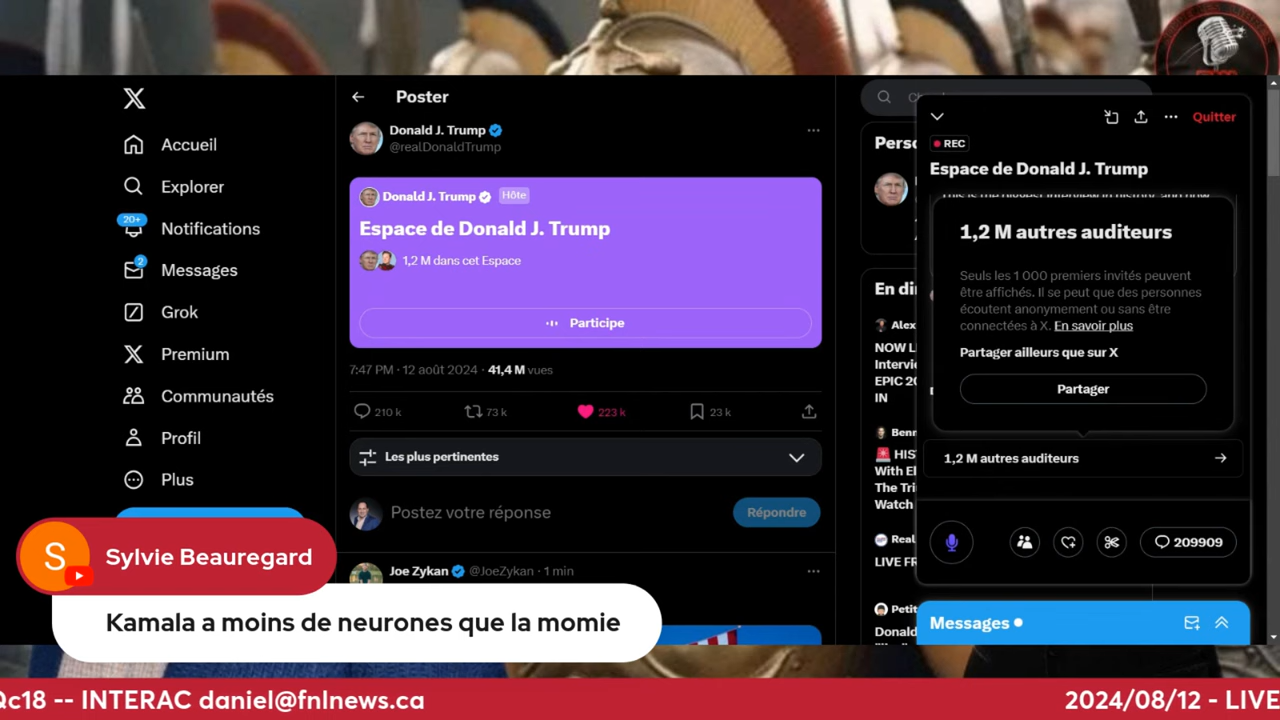 Accueil
Explorer
20+
Notifications
2
Messages
Grok
Premium
Communautés
Profil
Plus
Poster
Donald J. Trump
@realDonaldTrump
Donald J. Trump Hôte
Espace de Donald J. Trump
1,2 M dans cet Espace
Participe
7:47 PM · 12 août 2024 · 41,4 M vues
210 k 73 k 223 k 23 k
Les plus pertinentes
Postez votre réponse
Répondre
Joe Zykan @JoeZykan · 1 min
En di
Alex
NOW L
Intervi
EPIC 20
IN
Benn
HIS
With El
The Tri
Watch
Real
LIVE FR
Petit
Donald
Quitter
REC
Espace de Donald J. Trump
1,2 M autres auditeurs
Seuls les 1 000 premiers invités peuvent
être affichés. Il se peut que des personnes
écoutent anonymement ou sans être
connectées à X. En savoir plus
Partager ailleurs que sur X
Partager
1,2 M autres auditeurs
209909
Messages
S
Sylvie Beauregard
Kamala a moins de neurones que la momie
Qc18 -- INTERAC daniel@fnlnews.ca
2024/08/12 - LIVE